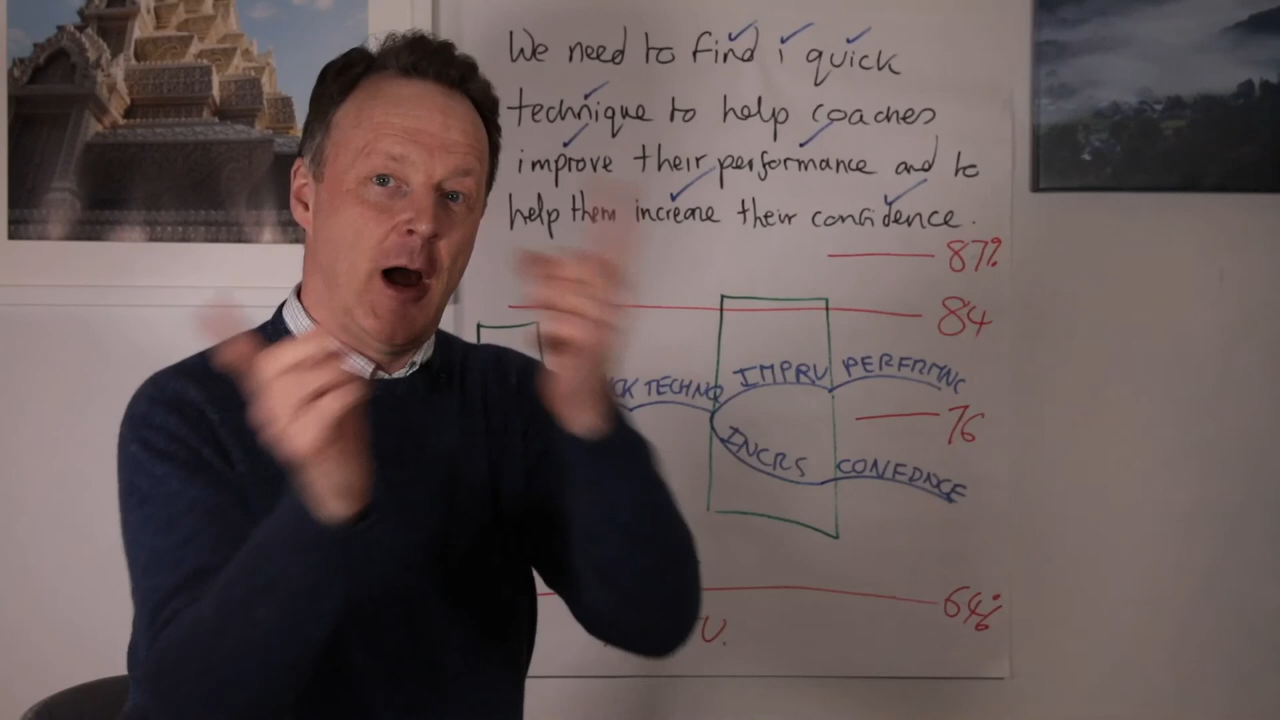 We need to find 1 quick
technique to help coaches
improve their performance and to
help them increase their confidence.
87%
84
TECHNQ IMPRV PERFRMNC
76
INCRS CONFDNCE
64%
U.